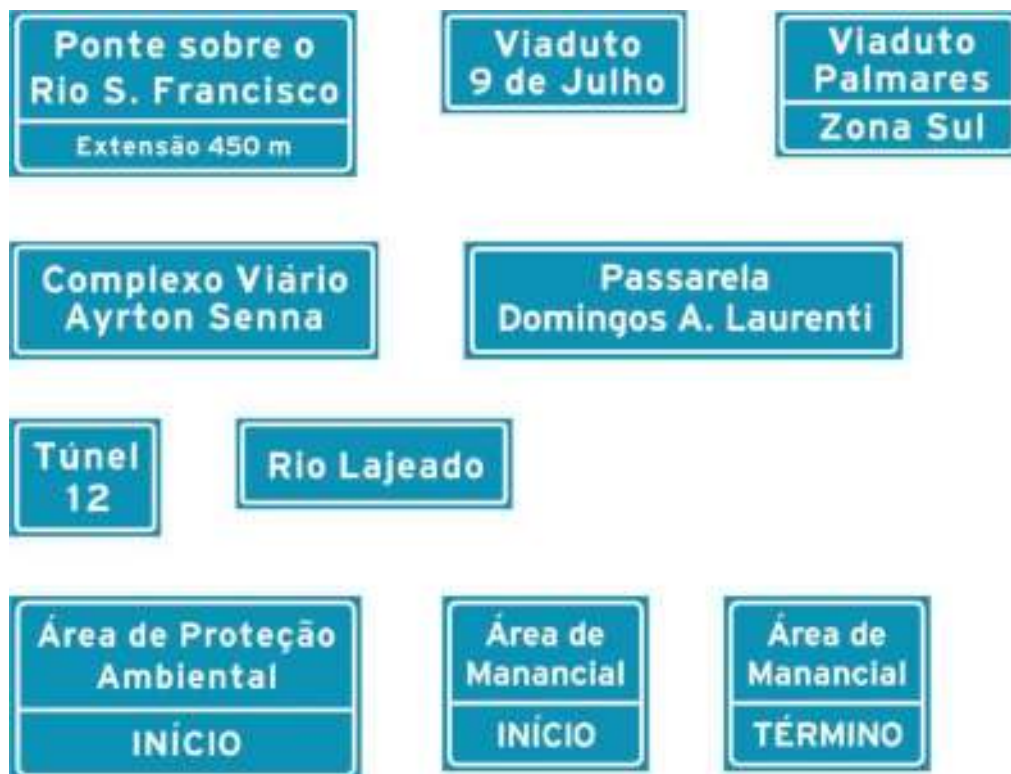 Ponte sobre o
Rio S. Francisco
Extensão 450 m
Viaduto
9 de Julho
Viaduto
Palmares
Zona Sul
Complexo Viário
Ayrton Senna
Passarela
Domingos A. Laurenti
Túnel
12
Rio Lajeado
Área de Proteção
Ambiental
INÍCIO
Área de
Manancial
INÍCIO
Área de
Manancial
TÉRMINO